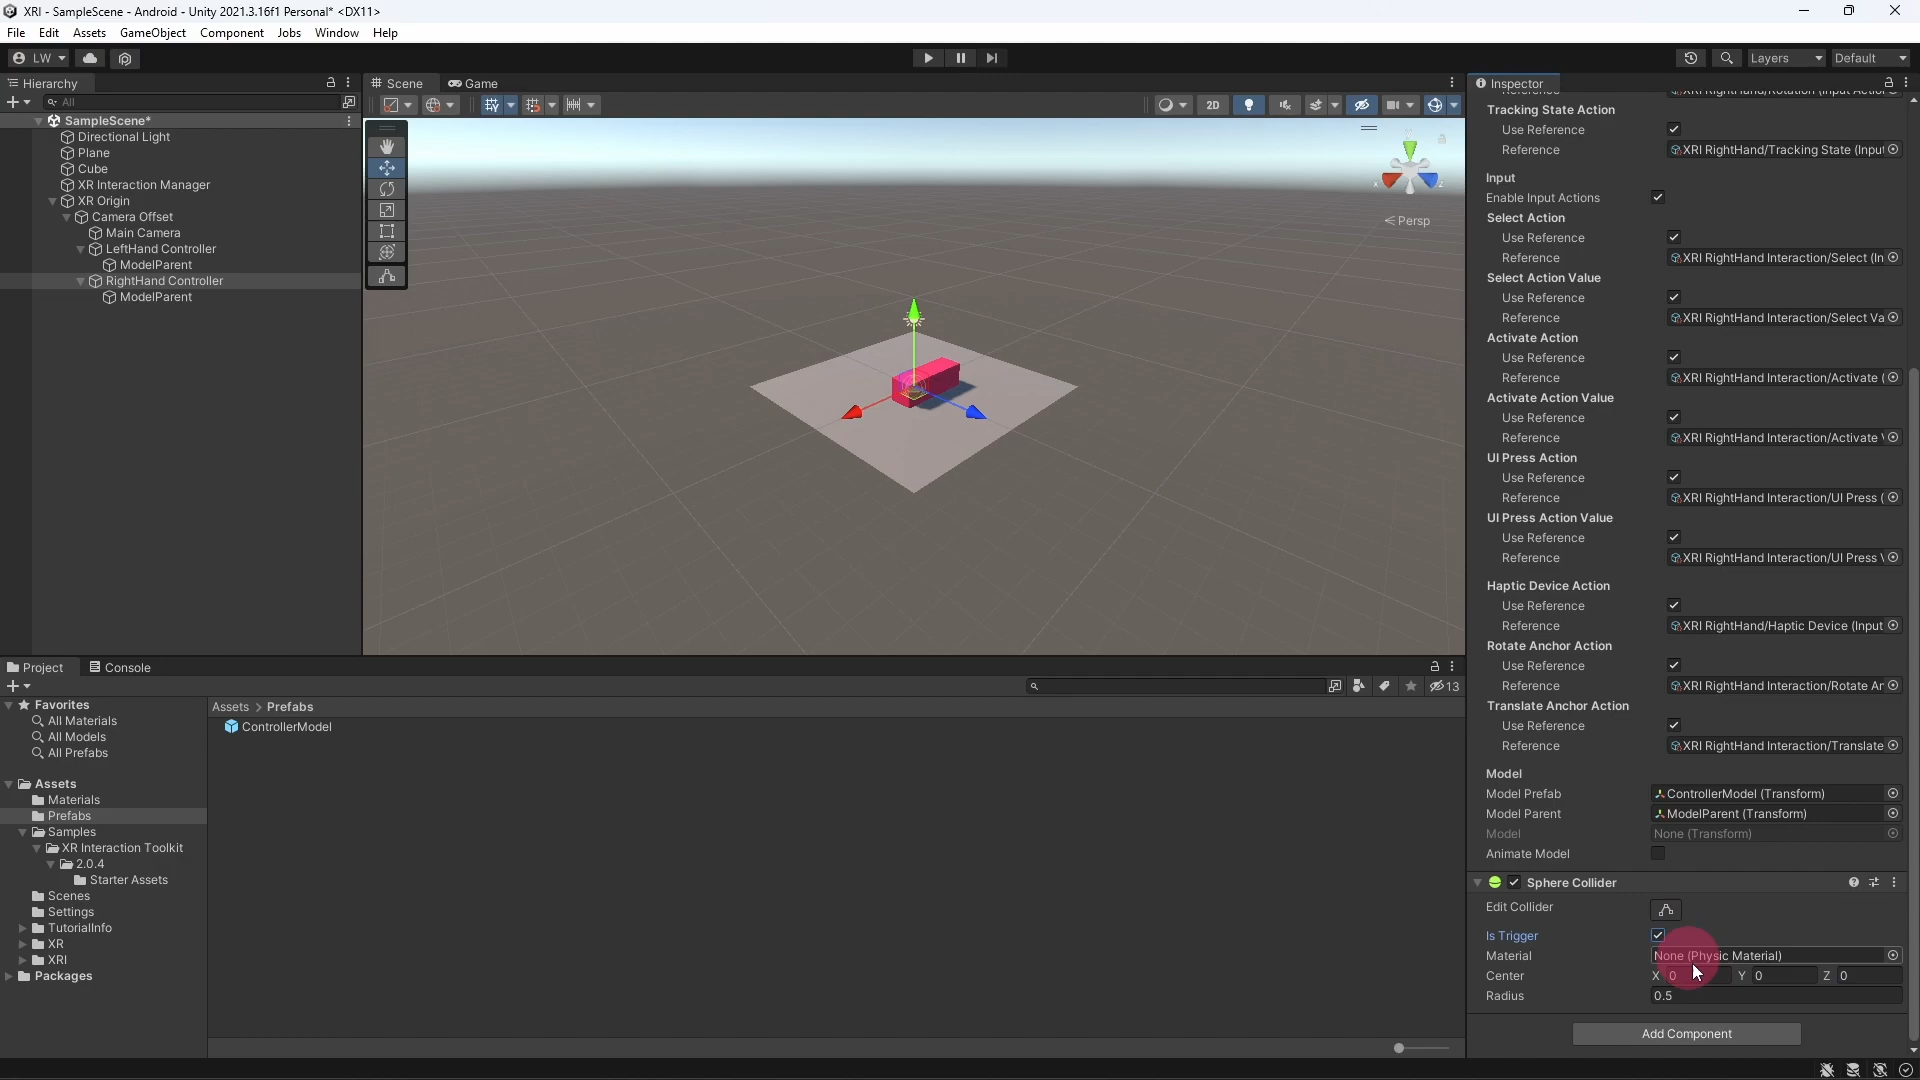 XRI - SampleScene - Android - Unity 2021.3.16f1 Personal* <DX11>
File Edit Assets GameObject Component Jobs Window Help
LW
Layers
Default
Hierarchy
All
SampleScene*
Directional Light
Plane
Cube
XR Interaction Manager
XR Origin
Camera Offset
Main Camera
LeftHand Controller
ModelParent
RightHand Controller
ModelParent
Scene
Game
2D
x
z
Persp
Project
Console
13
Favorites
All Materials
All Models
All Prefabs
Assets
Materials
Prefabs
Samples
XR Interaction Toolkit
2.0.4
Starter Assets
Scenes
Settings
TutorialInfo
XR
XRI
Packages
Assets > Prefabs
ControllerModel
Inspector
Tracking State Action
Use Reference
Reference XRI RightHand/Tracking State (Input
Input
Enable Input Actions
Select Action
Use Reference
Reference XRI RightHand Interaction/Select (In
Select Action Value
Use Reference
Reference XRI RightHand Interaction/Select Va
Activate Action
Use Reference
Reference XRI RightHand Interaction/Activate (
Activate Action Value
Use Reference
Reference XRI RightHand Interaction/Activate V
UI Press Action
Use Reference
Reference XRI RightHand Interaction/UI Press (
UI Press Action Value
Use Reference
Reference XRI RightHand Interaction/UI Press V
Haptic Device Action
Use Reference
Reference XRI RightHand/Haptic Device (Input
Rotate Anchor Action
Use Reference
Reference XRI RightHand Interaction/Rotate An
Translate Anchor Action
Use Reference
Reference XRI RightHand Interaction/Translate
Model
Model Prefab ControllerModel (Transform)
Model Parent ModelParent (Transform)
Model None (Transform)
Animate Model
Sphere Collider
Edit Collider
Is Trigger
Material None (Physic Material)
Center X 0 Y 0 Z 0
Radius 0.5
Add Component